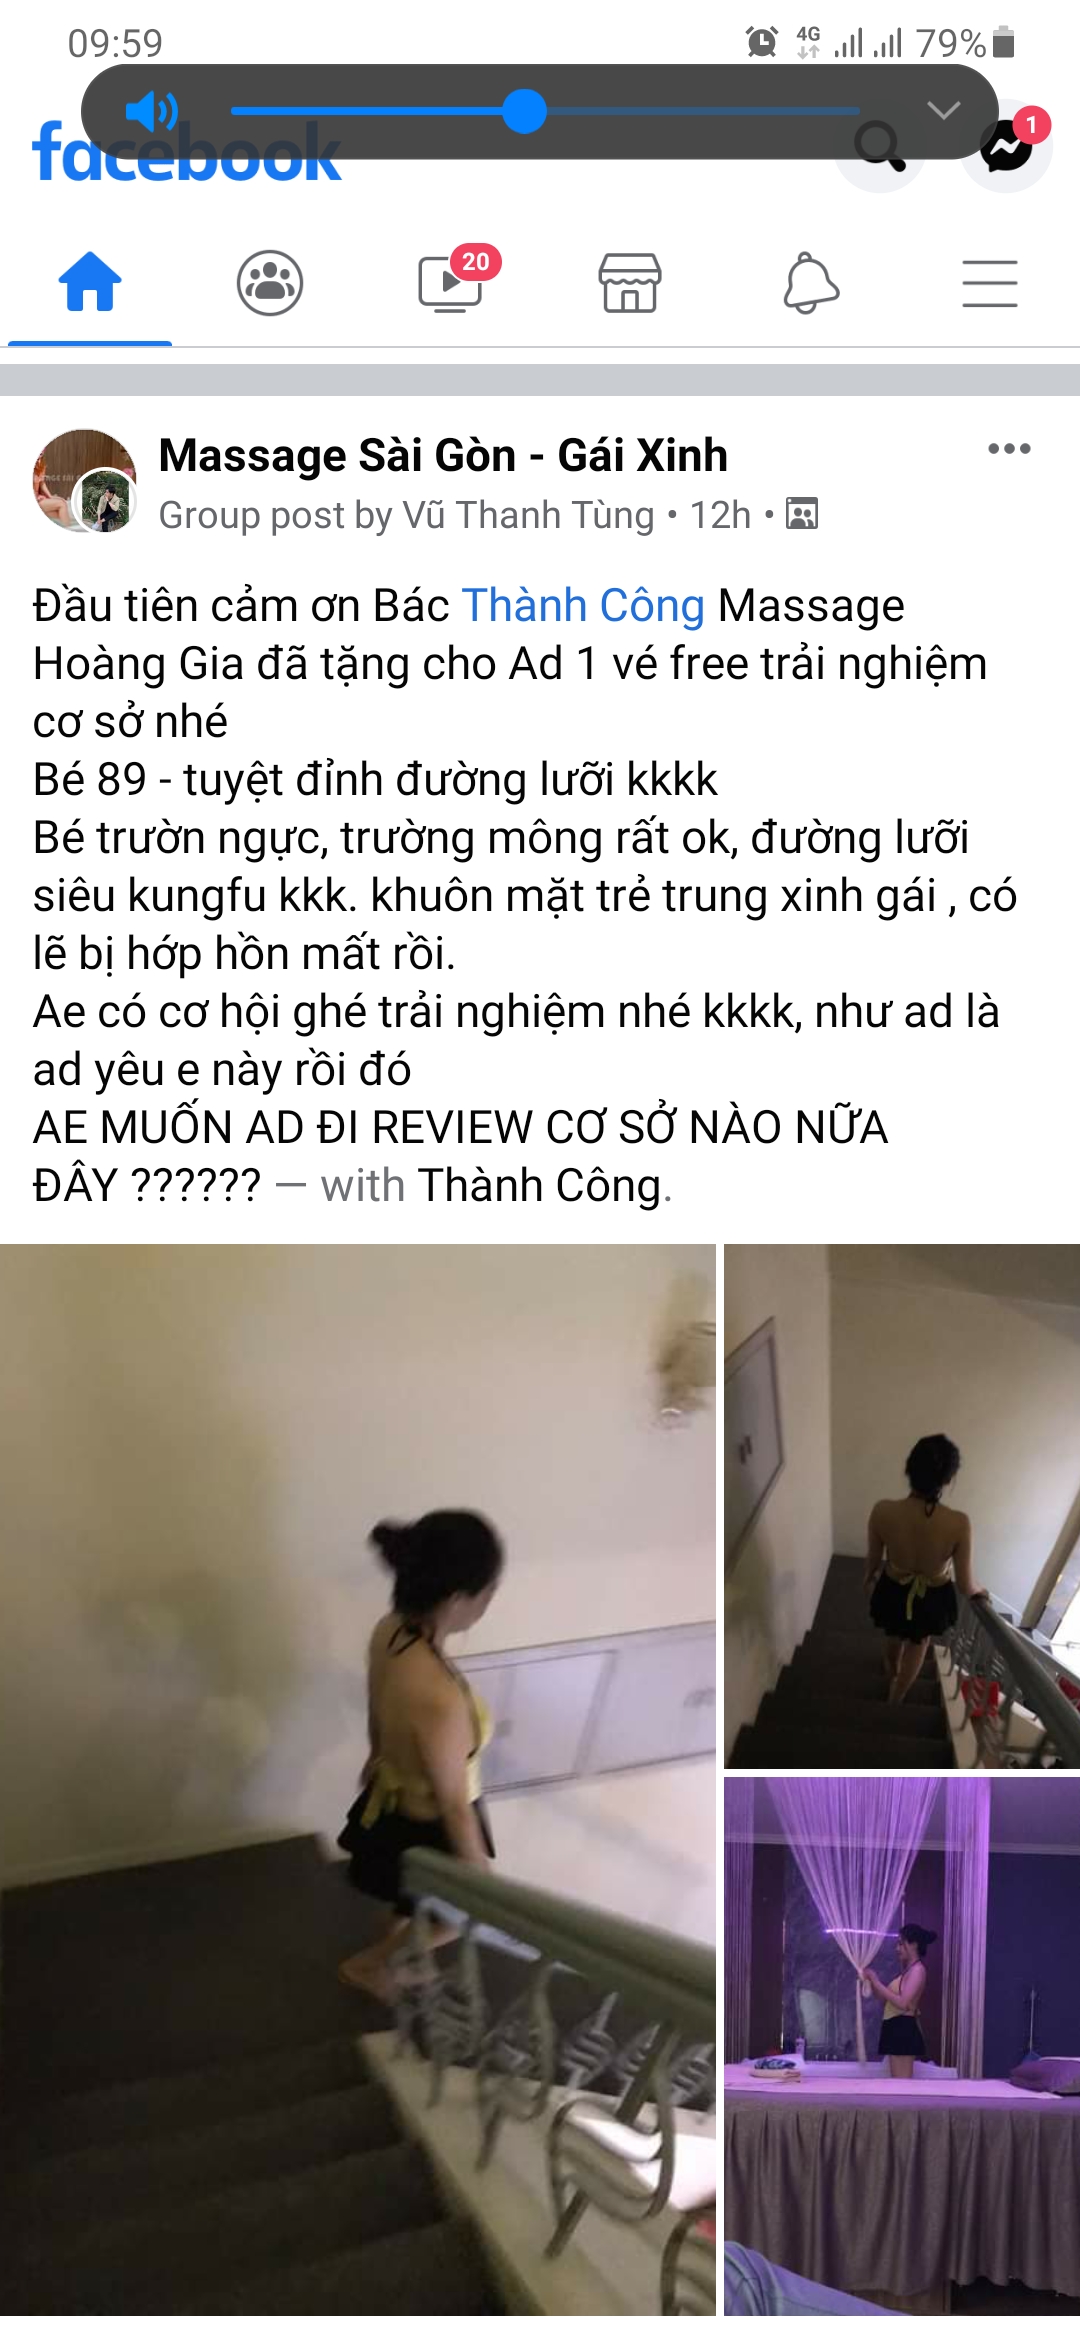 09:59
4G
79%
facebook
1
20
Massage Sài Gòn - Gái Xinh
Group post by Vũ Thanh Tùng • 12h •
Đầu tiên cảm ơn Bác Thành Công Massage
Hoàng Gia đã tặng cho Ad 1 vé free trải nghiệm
cơ sở nhé
Bé 89 - tuyệt đỉnh đường lưỡi kkkk
Bé trườn ngực, trường mông rất ok, đường lưỡi
siêu kungfu kkk. khuôn mặt trẻ trung xinh gái , có
lẽ bị hớp hồn mất rồi.
Ae có cơ hội ghé trải nghiệm nhé kkkk, như ad là
ad yêu e này rồi đó
AE MUỐN AD ĐI REVIEW CƠ SỞ NÀO NỮA
ĐÂY ?????? — with Thành Công.